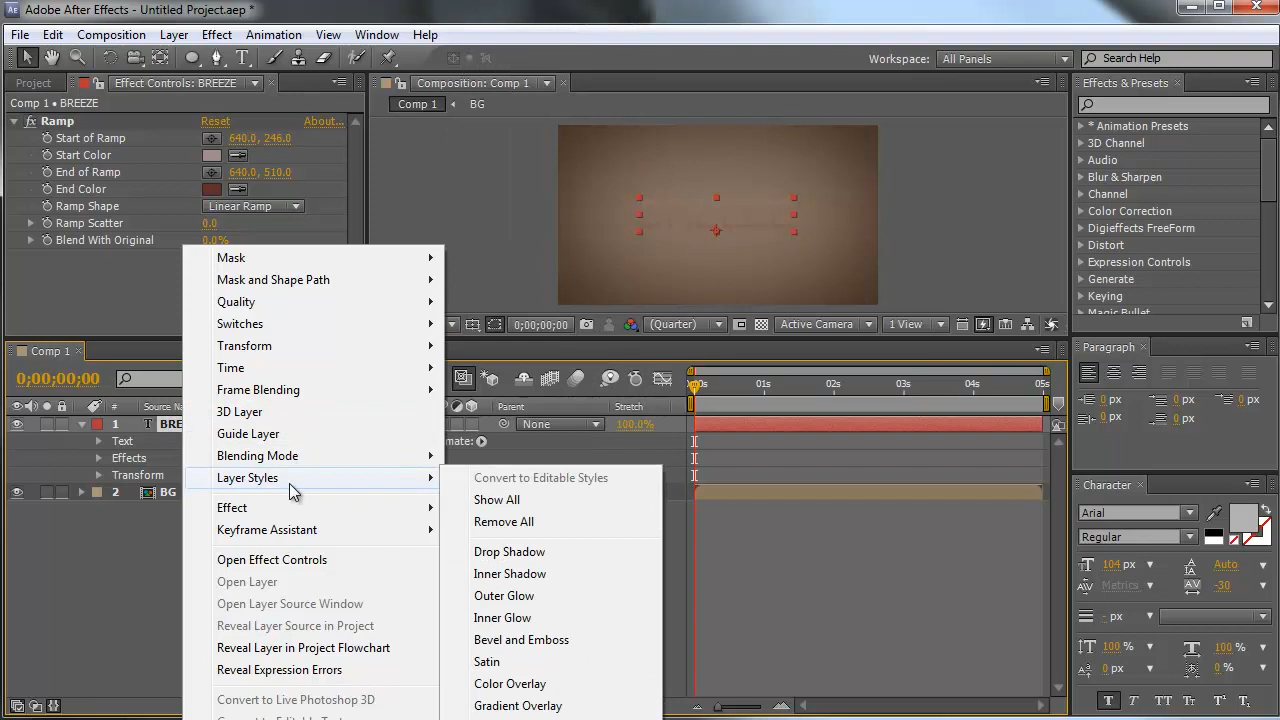 Adobe After Effects - Untitled Project.aep *
File Edit Composition Layer Effect Animation View Window Help
Workspace: All Panels Search Help
Project Effect Controls: BREEZE Composition: Comp 1 Effects & Presets
Comp 1 • BREEZE
Comp 1 BG
Ramp Reset About...
Start of Ramp 640.0, 246.0
Start Color
End of Ramp 640.0, 510.0
End Color
Ramp Shape Linear Ramp
Ramp Scatter 0.0
Blend With Original 0.0%
* Animation Presets
3D Channel
Audio
Blur & Sharpen
Channel
Color Correction
Digieffects FreeForm
Distort
Expression Controls
Generate
Keying
Magic Bullet
Mask
Mask and Shape Path
Quality
Switches
Transform
Time
Frame Blending
3D Layer
Guide Layer
Blending Mode
Layer Styles
Effect
Keyframe Assistant
Open Effect Controls
Open Layer
Open Layer Source Window
Reveal Layer Source in Project
Reveal Layer in Project Flowchart
Reveal Expression Errors
Convert to Live Photoshop 3D
Convert to Editable Styles
Show All
Remove All
Drop Shadow
Inner Shadow
Outer Glow
Inner Glow
Bevel and Emboss
Satin
Color Overlay
Gradient Overlay
0;00;00;00 (Quarter) Active Camera 1 View
Comp 1
0;00;00;00
01s 02s 03s 04s 05s
# Source Na Parent Stretch
1 T BREE None 100.0%
Text mate:
Effects
Transform
2 BG
Paragraph
0 px 0 px 0 px
0 px 0 px
Character
Arial
Regular
104 px Auto
Metrics -30
- px
100 % 100 %
0 px 0 %
T T TT Tt T¹ T₁